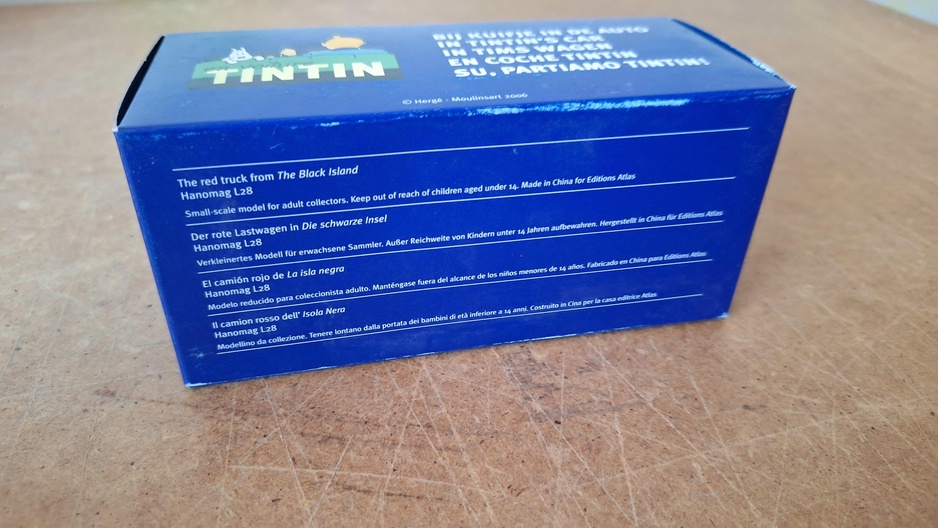 TINTIN
BIJ KUIFJE IN DE AUTO
IN TINTIN'S CAR
IN TIMS WAGEN
EN COCHE TINTIN
SU, PARTIAMO TINTIN!
© Hergé - Moulinsart 2006
The red truck from The Black Island
Hanomag L28
Small-scale model for adult collectors. Keep out of reach of children aged under 14. Made in China for Editions Atlas
Der rote Lastwagen in Die schwarze Insel
Hanomag L28
Verkleinertes Modell für erwachsene Sammler. Außer Reichweite von Kindern unter 14 Jahren aufbewahren. Hergestellt in China für Editions Atlas
El camión rojo de La isla negra
Hanomag L28
Modelo reducido para coleccionista adulto. Manténgase fuera del alcance de los niños menores de 14 años. Fabricado en China para Editions Atlas
Il camion rosso dell' Isola Nera
Hanomag L28
Modellino da collezione. Tenere lontano dalla portata dei bambini di età inferiore a 14 anni. Costruito in Cina per la casa editrice Atlas